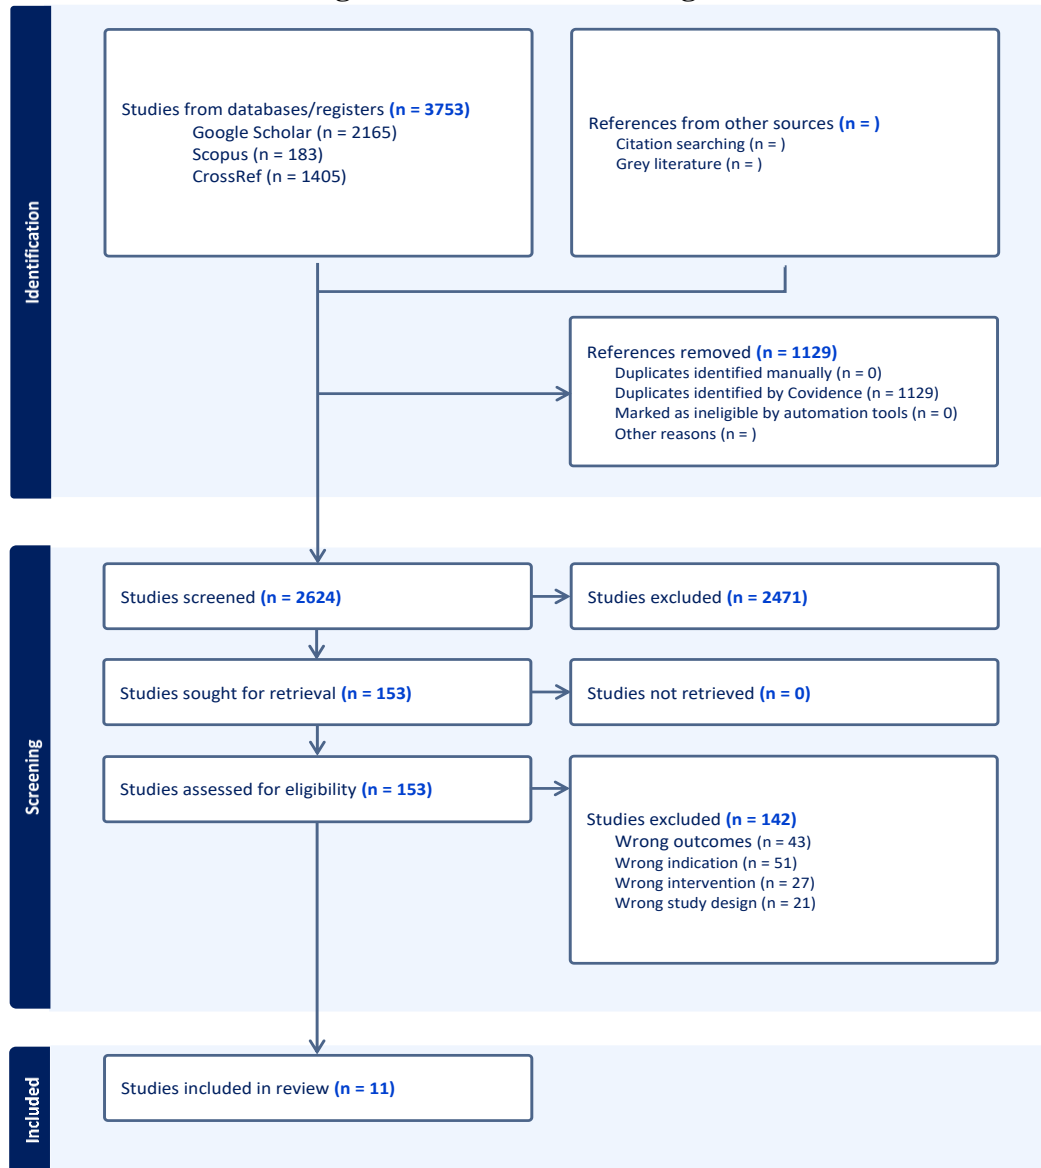 Identification
Studies from databases/registers (n = 3753)
Google Scholar (n = 2165)
Scopus (n = 183)
CrossRef (n = 1405)
References from other sources (n = )
Citation searching (n = )
Grey literature (n = )
References removed (n = 1129)
Duplicates identified manually (n = 0)
Duplicates identified by Covidence (n = 1129)
Marked as ineligible by automation tools (n = 0)
Other reasons (n = )
Screening
Studies screened (n = 2624)
Studies excluded (n = 2471)
Studies sought for retrieval (n = 153)
Studies not retrieved (n = 0)
Studies assessed for eligibility (n = 153)
Studies excluded (n = 142)
Wrong outcomes (n = 43)
Wrong indication (n = 51)
Wrong intervention (n = 27)
Wrong study design (n = 21)
Included
Studies included in review (n = 11)